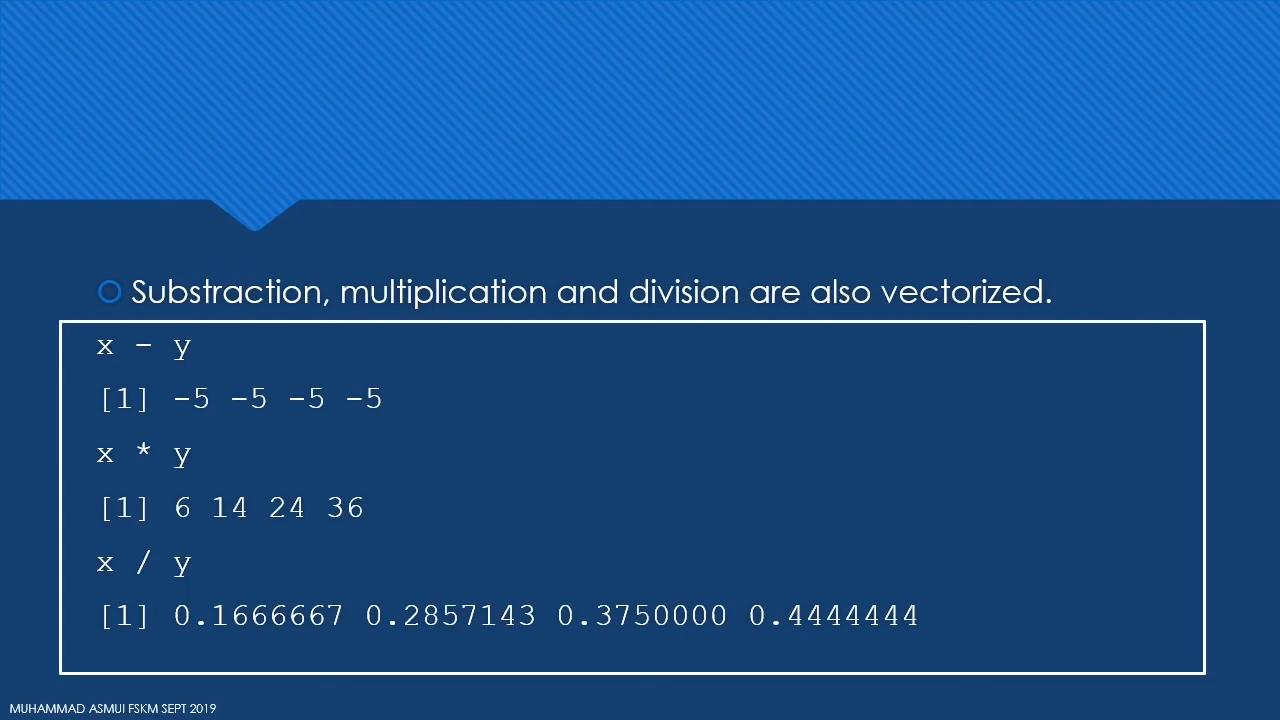 Substraction, multiplication and division are also vectorized.
x - y
[1] -5 -5 -5 -5
x * y
[1] 6 14 24 36
x / y
[1] 0.1666667 0.2857143 0.3750000 0.4444444
MUHAMMAD ASMUI FSKM SEPT 2019